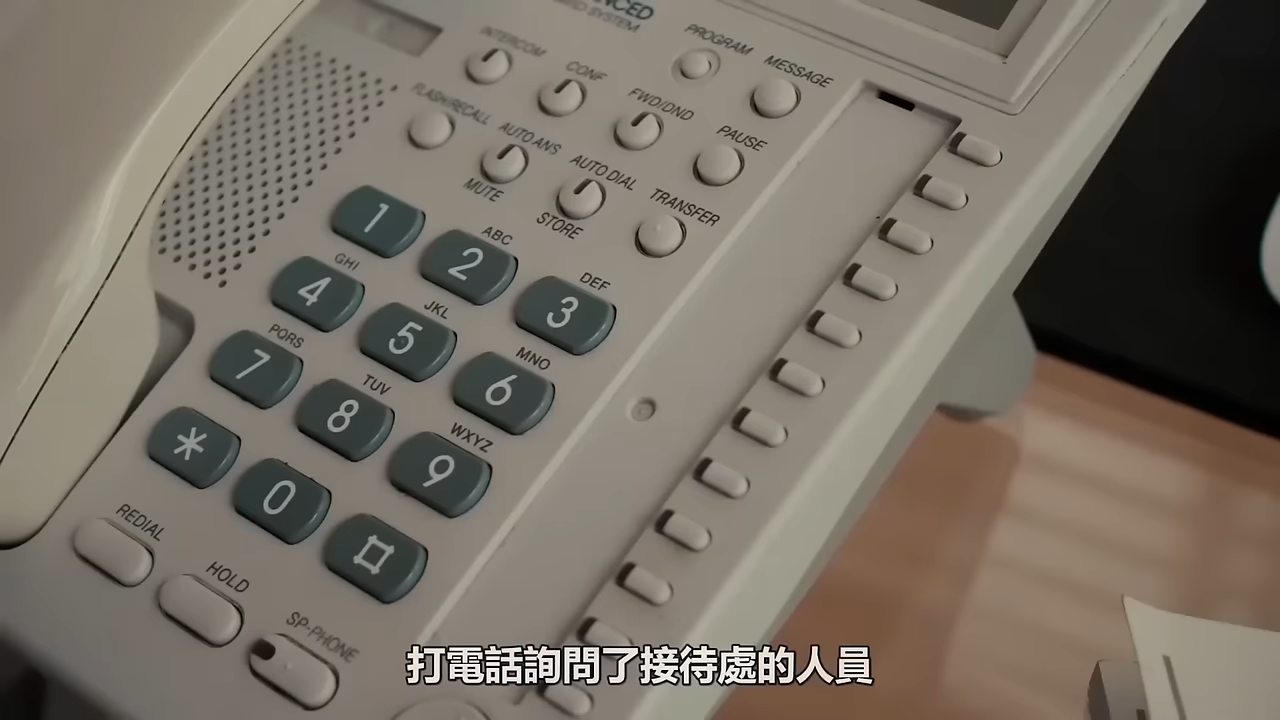 PROGRAM
MESSAGE
INTERCOM
CONF
FWD/DND
PAUSE
FLASH/RECALL
AUTO ANS
MUTE
AUTO DIAL
STORE
TRANSFER
1
ABC
2
DEF
3
GHI
4
JKL
5
MNO
6
PQRS
7
TUV
8
WXYZ
9
*
0
⌗
REDIAL
HOLD
SP-PHONE
打電話詢問了接待處的人員